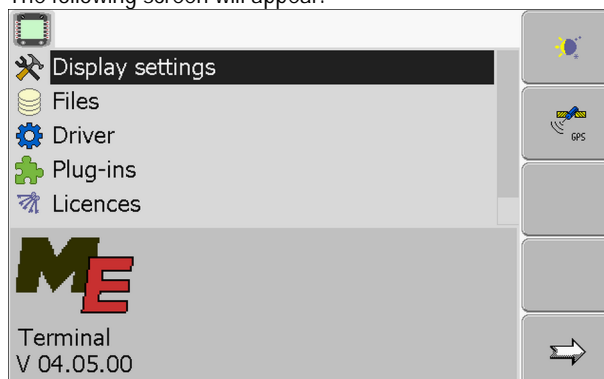 The following screen will appear:
Display settings
Files
Driver
Plug-ins
Licences
GPS
ME
Terminal
V 04.05.00